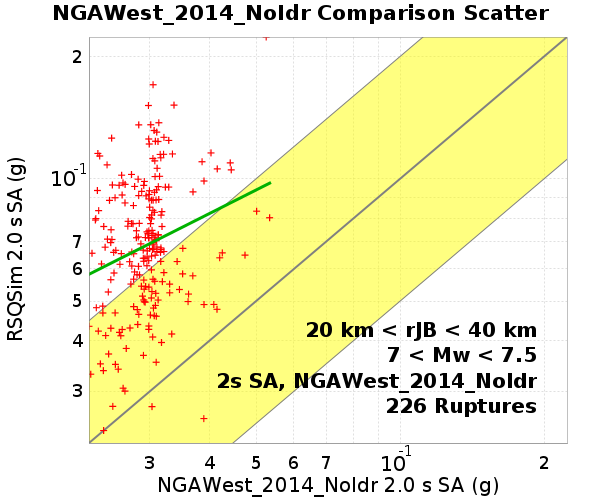 NGAWest_2014_NoIdr Comparison Scatter
RSQSim 2.0 s SA (g)
2
10-1
7
6
5
4
3
20 km < rJB < 40 km
7 < Mw < 7.5
2s SA, NGAWest_2014_NoIdr
226 Ruptures
3 4 5 6 7 10-1 2
NGAWest_2014_NoIdr 2.0 s SA (g)